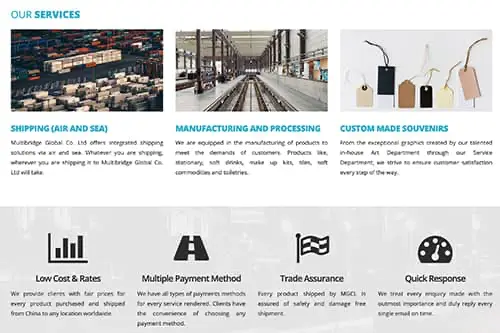 OUR SERVICES
SHIPPING (AIR AND SEA)
Multibridge Global Co. Ltd offers integrated shipping
solutions via air and sea. Whatever you are shipping,
wherever you are shipping it to Multibridge Global Co.
Ltd will take.
MANUFACTURING AND PROCESSING
We are equipped in the manufacturing of products to
meet the demands of customers. Products like,
stationary, soft drinks, make up kits, tiles, soft
commodities and toiletries.
CUSTOM MADE SOUVENIRS
From the exceptional graphics created by our talented
in-house Art Department through our Service
Department, we strive to ensure customer satisfaction
every step of the way.
Low Cost & Rates
We provide clients with fair prices for
every product purchased and shipped
from China to any location worldwide.
Multiple Payment Method
We have all types of payments methods
for every service rendered. Clients have
the convenience of choosing any
payment method.
Trade Assurance
Every product shipped by MGCL is
assured of safety and damage free
shipment.
Quick Response
We treat every enquiry made with the
outmost importance and duly reply every
single email on time.